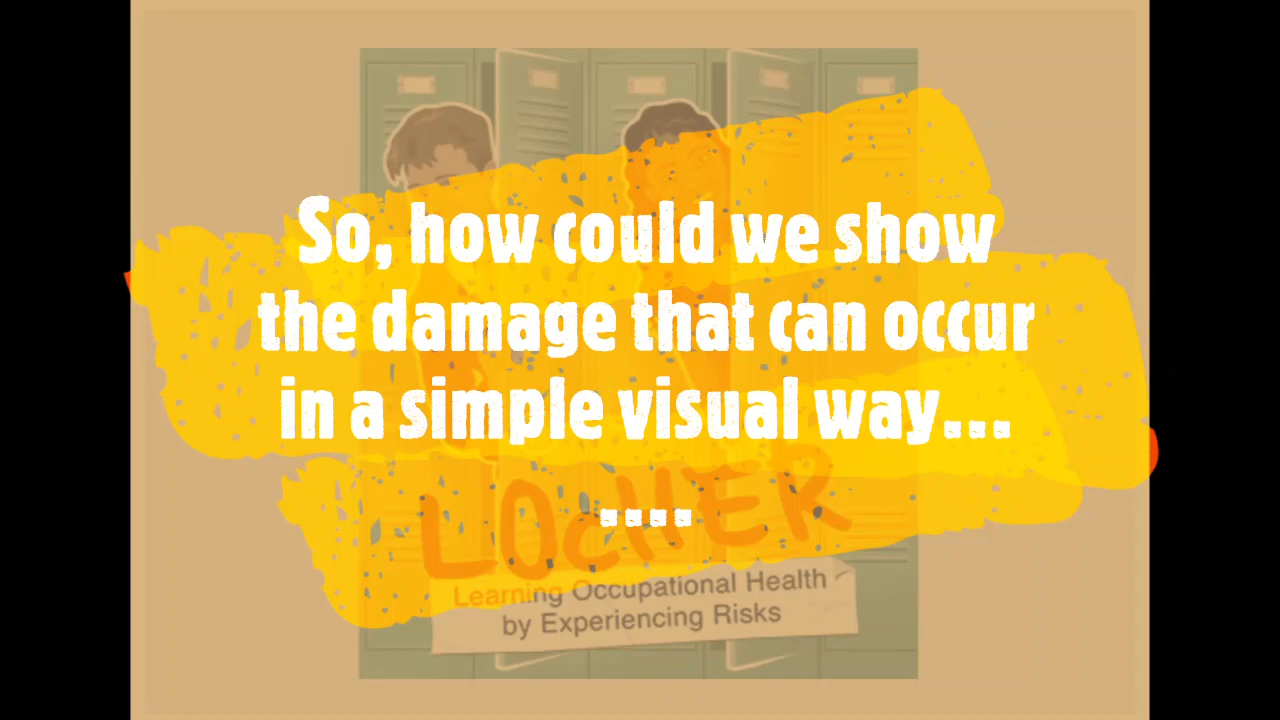 So, how could we show
the damage that can occur
in a simple visual way...
....
LOCHER
Learning Occupational Health
by Experiencing Risks